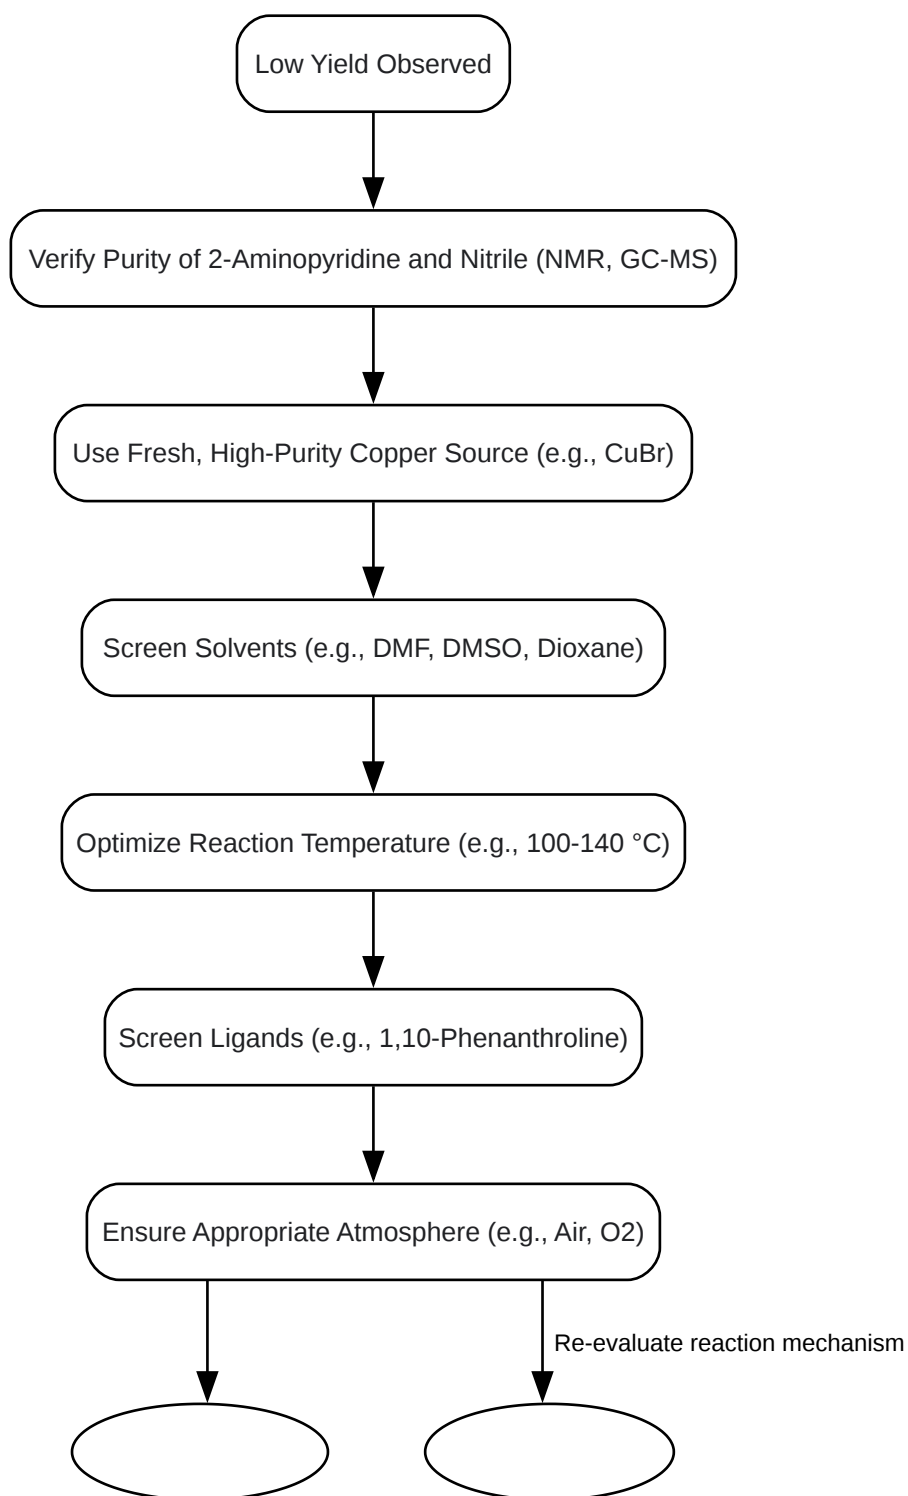 Low Yield Observed
Verify Purity of 2-Aminopyridine and Nitrile (NMR, GC-MS)
Use Fresh, High-Purity Copper Source (e.g., CuBr)
Screen Solvents (e.g., DMF, DMSO, Dioxane)
Optimize Reaction Temperature (e.g., 100-140 °C)
Screen Ligands (e.g., 1,10-Phenanthroline)
Ensure Appropriate Atmosphere (e.g., Air, O2)
Re-evaluate reaction mechanism